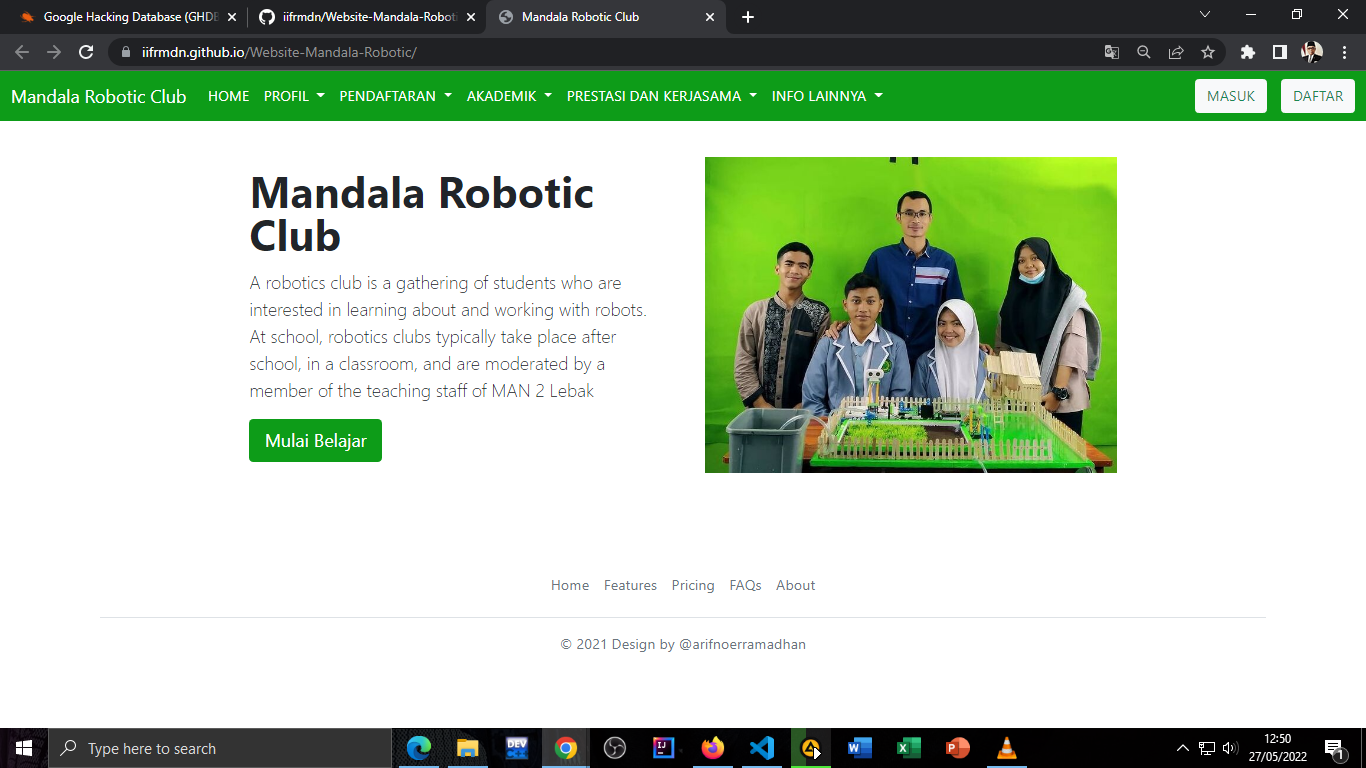 Google Hacking Database (GHDB
iifrmdn/Website-Mandala-Roboti
Mandala Robotic Club
iifrmdn.github.io/Website-Mandala-Robotic/
Mandala Robotic Club HOME PROFIL PENDAFTARAN AKADEMIK PRESTASI DAN KERJASAMA INFO LAINNYA MASUK DAFTAR
Mandala Robotic
Club
A robotics club is a gathering of students who are
interested in learning about and working with robots.
At school, robotics clubs typically take place after
school, in a classroom, and are moderated by a
member of the teaching staff of MAN 2 Lebak
Mulai Belajar
Home Features Pricing FAQs About
© 2021 Design by @arifnoerramadhan
Type here to search
DEV
IJ
W
X
P
12:50
27/05/2022
1